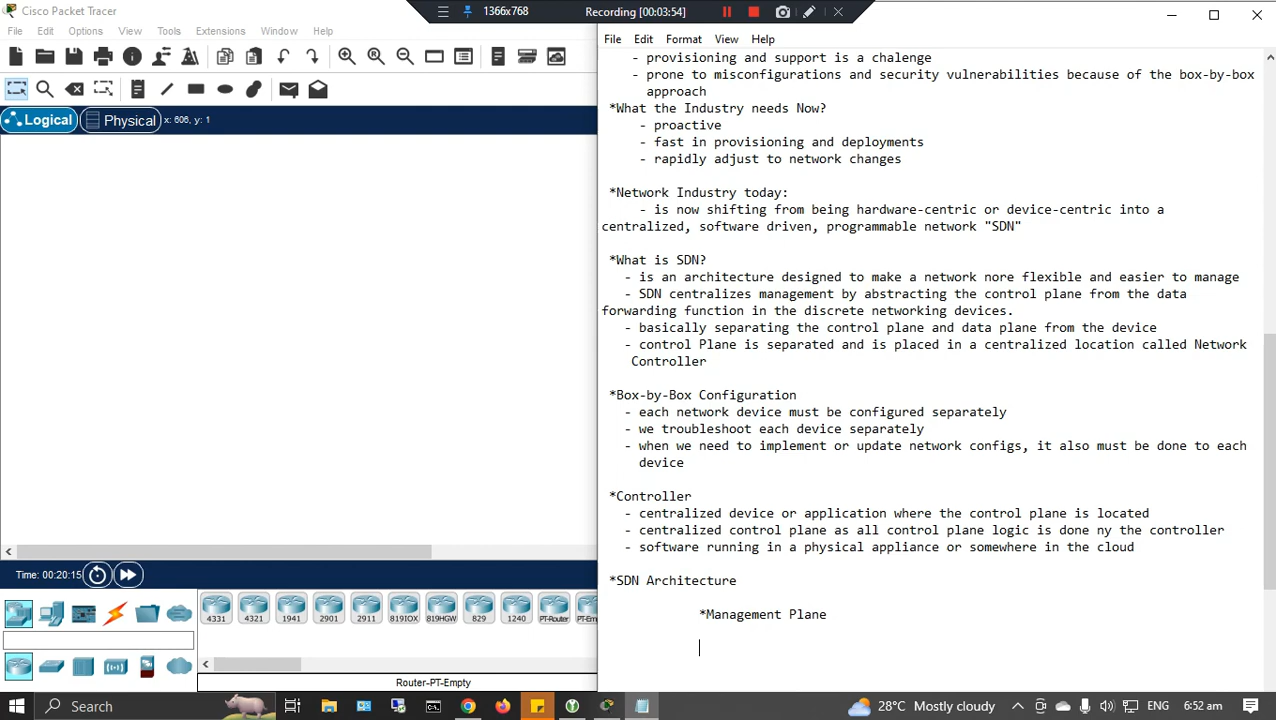 Cisco Packet Tracer
1366x768
Recording [00:03:54]
File Edit Options View Tools Extensions Window Help
File Edit Format View Help
Logical Physical x: 606, y: 1
- provisioning and support is a chalenge
- prone to misconfigurations and security vulnerabilities because of the box-by-box
approach
*What the Industry needs Now?
- proactive
- fast in provisioning and deployments
- rapidly adjust to network changes
*Network Industry today:
- is now shifting from being hardware-centric or device-centric into a
centralized, software driven, programmable network "SDN"
*What is SDN?
- is an architecture designed to make a network nore flexible and easier to manage
- SDN centralizes management by abstracting the control plane from the data
forwarding function in the discrete networking devices.
- basically separating the control plane and data plane from the device
- control Plane is separated and is placed in a centralized location called Network
Controller
*Box-by-Box Configuration
- each network device must be configured separately
- we troubleshoot each device separately
- when we need to implement or update network configs, it also must be done to each
device
*Controller
- centralized device or application where the control plane is located
- centralized control plane as all control plane logic is done ny the controller
- software running in a physical appliance or somewhere in the cloud
*SDN Architecture
*Management Plane
Time: 00:20:15
4331 4321 1941 2901 2911 819IOX 819HGW 829 1240 PT-Router PT-Em
Router-PT-Empty
Search
28°C Mostly cloudy
ENG
6:52 am